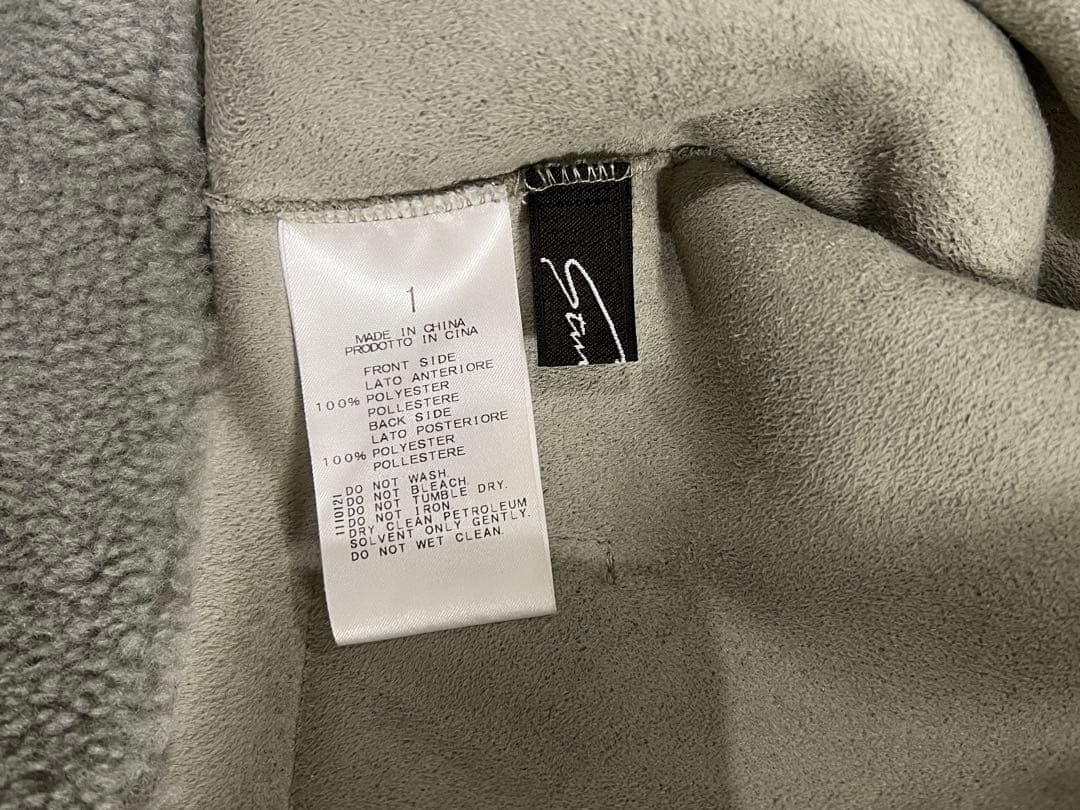 1
MADE IN CHINA
PRODOTTO IN CINA
FRONT SIDE
LATO ANTERIORE
100% POLYESTER
POLLESTERE
BACK SIDE
LATO POSTERIORE
100% POLYESTER
POLLESTERE
DO NOT WASH.
DO NOT BLEACH.
DO NOT TUMBLE DRY.
DO NOT IRON.
DRY CLEAN PETROLEUM
SOLVENT ONLY GENTLY.
DO NOT WET CLEAN.